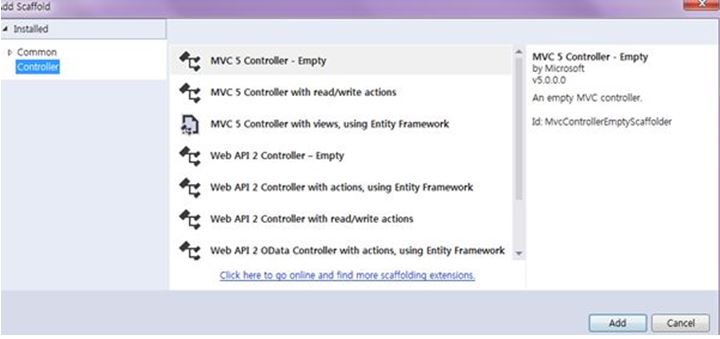 Add Scaffold
Installed
Common
Controller
MVC 5 Controller - Empty
MVC 5 Controller with read/write actions
MVC 5 Controller with views, using Entity Framework
Web API 2 Controller – Empty
Web API 2 Controller with actions, using Entity Framework
Web API 2 Controller with read/write actions
Web API 2 OData Controller with actions, using Entity Framework
Click here to go online and find more scaffolding extensions.
MVC 5 Controller - Empty
by Microsoft
v5.0.0.0
An empty MVC controller.
Id: MvcControllerEmptyScaffolder
Add
Cancel